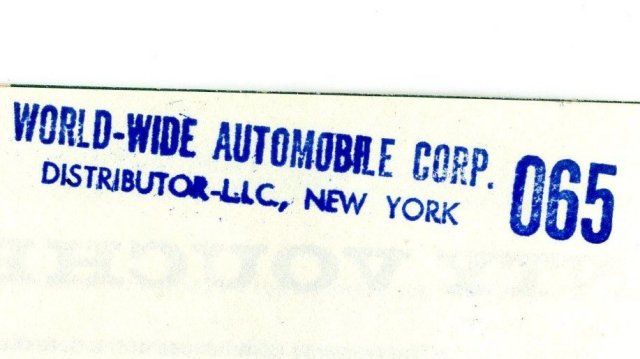 WORLD-WIDE AUTOMOBILE CORP. 065
DISTRIBUTOR-L.I.C., NEW YORK